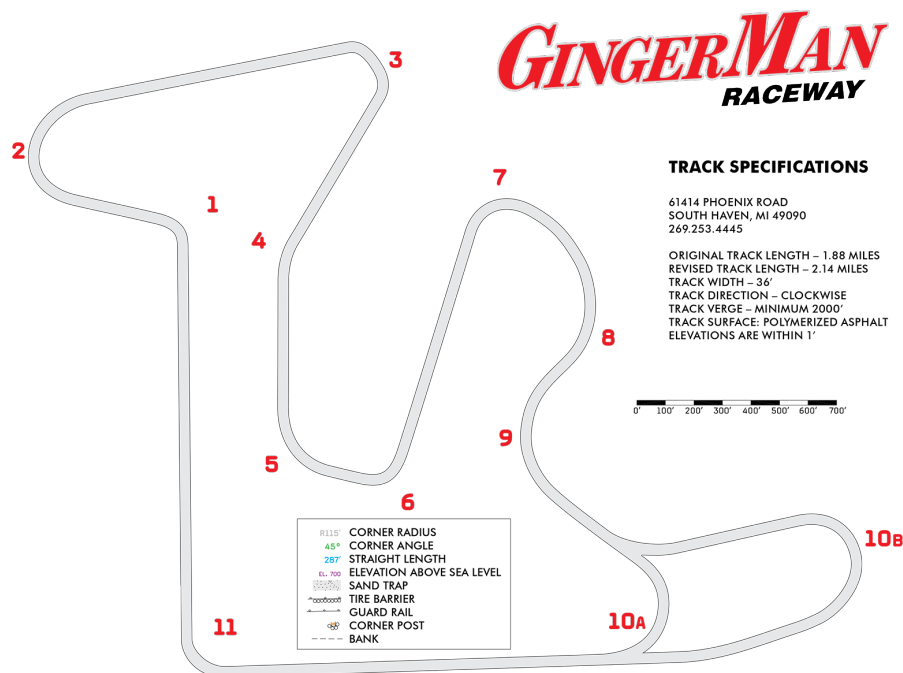 GINGERMAN
RACEWAY
TRACK SPECIFICATIONS
61414 PHOENIX ROAD
SOUTH HAVEN, MI 49090
269.253.4445
ORIGINAL TRACK LENGTH – 1.88 MILES
REVISED TRACK LENGTH – 2.14 MILES
TRACK WIDTH – 36’
TRACK DIRECTION – CLOCKWISE
TRACK VERGE – MINIMUM 2000’
TRACK SURFACE: POLYMERIZED ASPHALT
ELEVATIONS ARE WITHIN 1’
0’ 100’ 200’ 300’ 400’ 500’ 600’ 700’
1
2
3
4
5
6
7
8
9
10A
10B
11
R115’ CORNER RADIUS
45° CORNER ANGLE
287’ STRAIGHT LENGTH
EL. 700 ELEVATION ABOVE SEA LEVEL
SAND TRAP
TIRE BARRIER
GUARD RAIL
CORNER POST
BANK